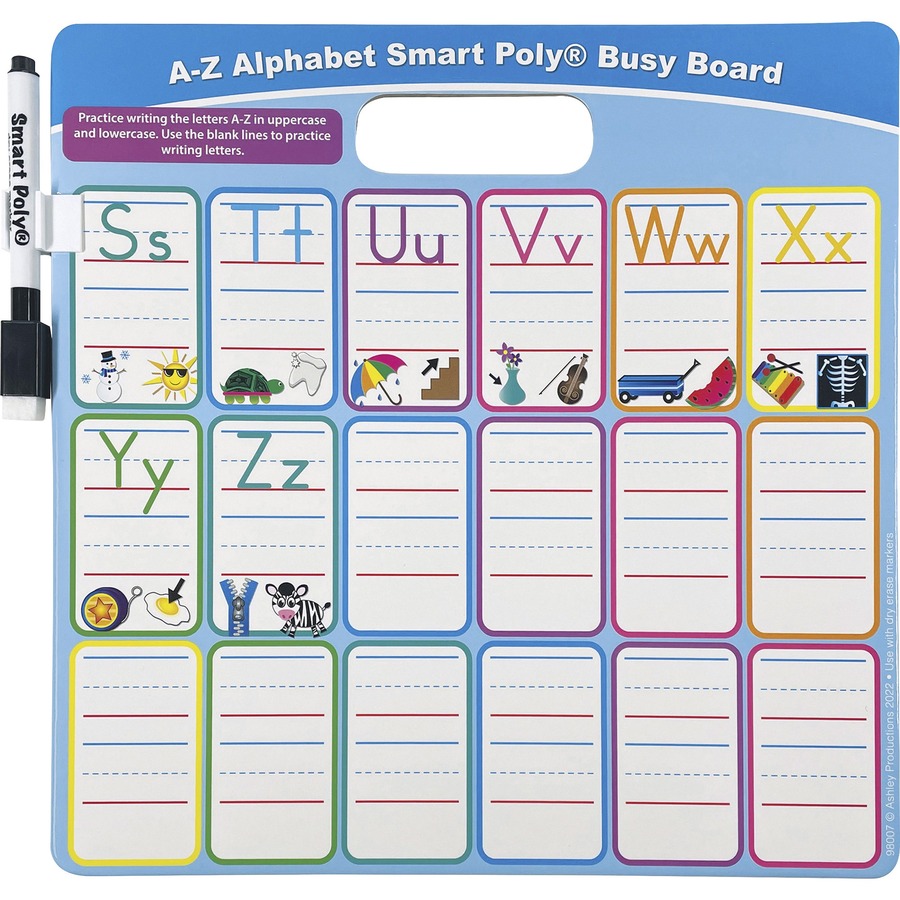 A-Z Alphabet Smart Poly® Busy Board
Practice writing the letters A-Z in uppercase
and lowercase. Use the blank lines to practice
writing letters.
Smart Poly®
Ss Tt Uu Vv Ww Xx
Yy Zz
98007 © Ashley Productions 2022 • Use with dry erase markers